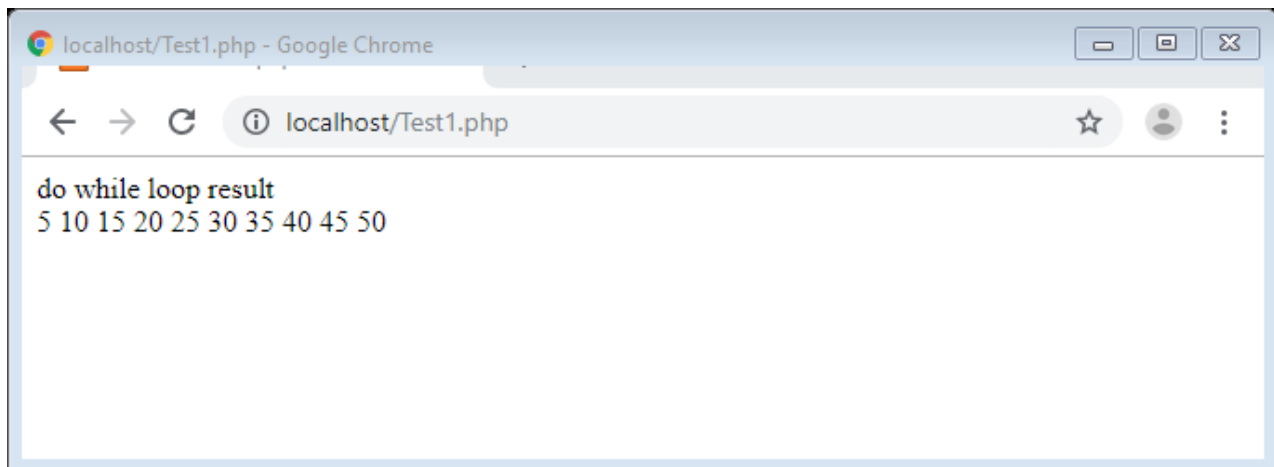 localhost/Test1.php - Google Chrome
localhost/Test1.php
do while loop result
5 10 15 20 25 30 35 40 45 50